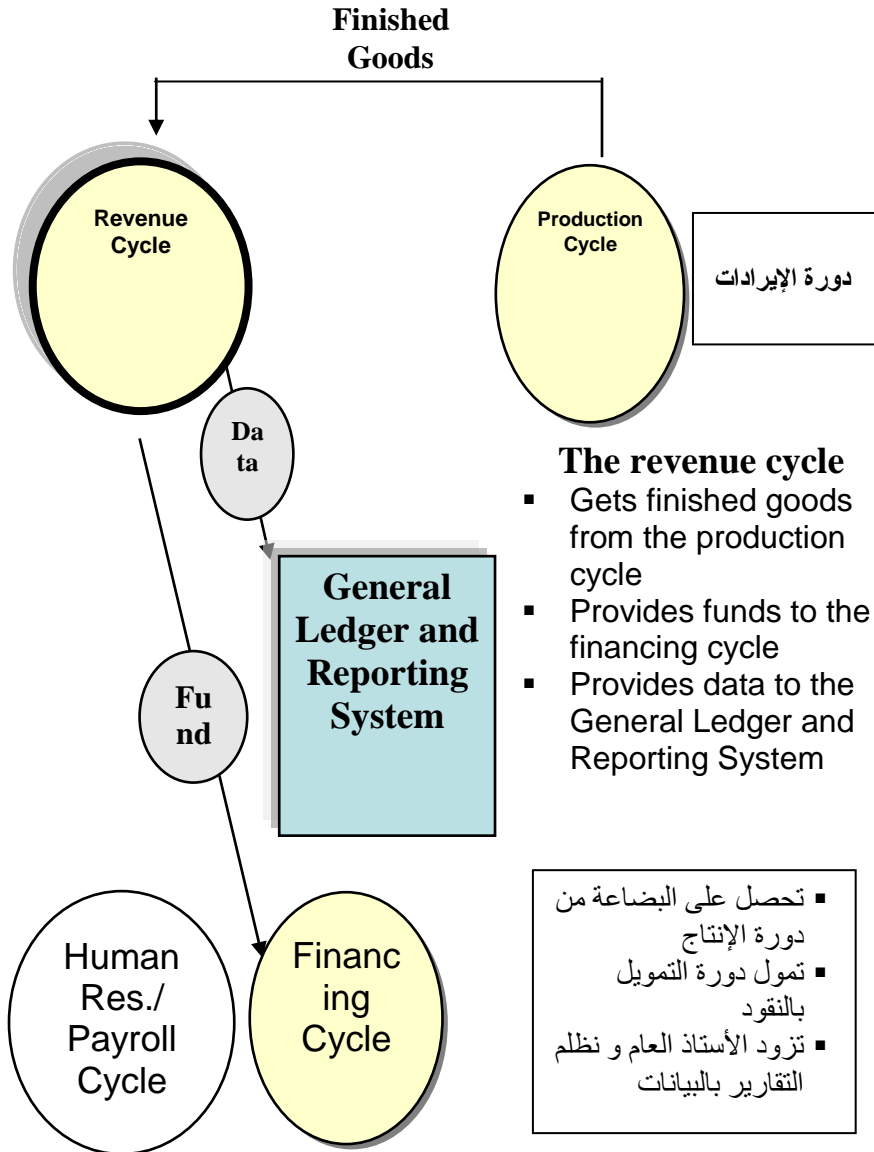 Finished
Goods
Revenue
Cycle
Production
Cycle
دورة الإيرادات
Da
ta
The revenue cycle
▪ Gets finished goods
from the production
cycle
▪ Provides funds to the
financing cycle
▪ Provides data to the
General Ledger and
Reporting System
General
Ledger and
Reporting
System
Fu
nd
Human
Res./
Payroll
Cycle
Financ
ing
Cycle
▪ تحصل على البضاعة من
دورة الإنتاج
▪ تمول دورة التمويل
بالنقود
▪ تزود الأستاذ العام و نظلم
التقارير بالبيانات